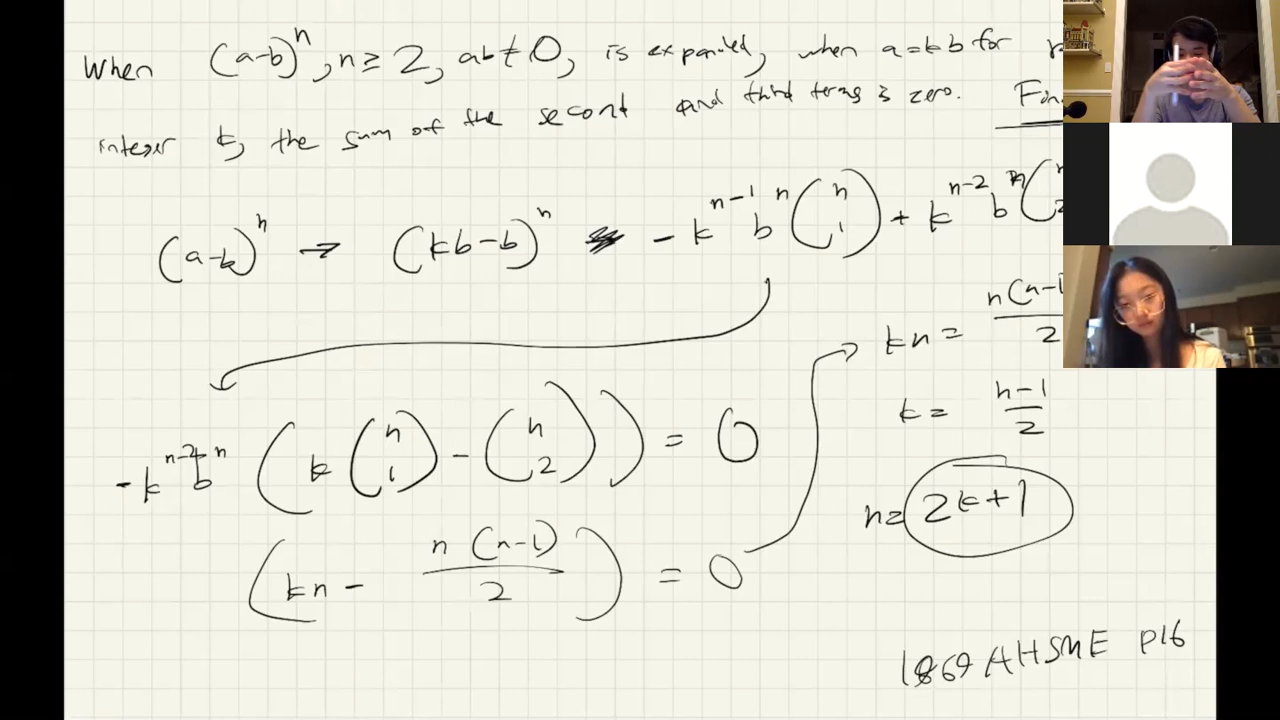 When (a-b)^n, n ≥ 2, ab ≠ 0, is expanded, when a = kb for
integer k, the sum of the second and third terms is zero. Find
(a-b)^n → (kb-b)^n - k^{n-1} b^n (n 1) + k^{n-2} b^n (n 2
-k^{n-2} b^n (k (n 1) - (n 2)) = 0
(kn - n(n-1)/2) = 0
kn = n(n-1)/2
k = n-1/2
n = 2k+1
1969 AHSME P16